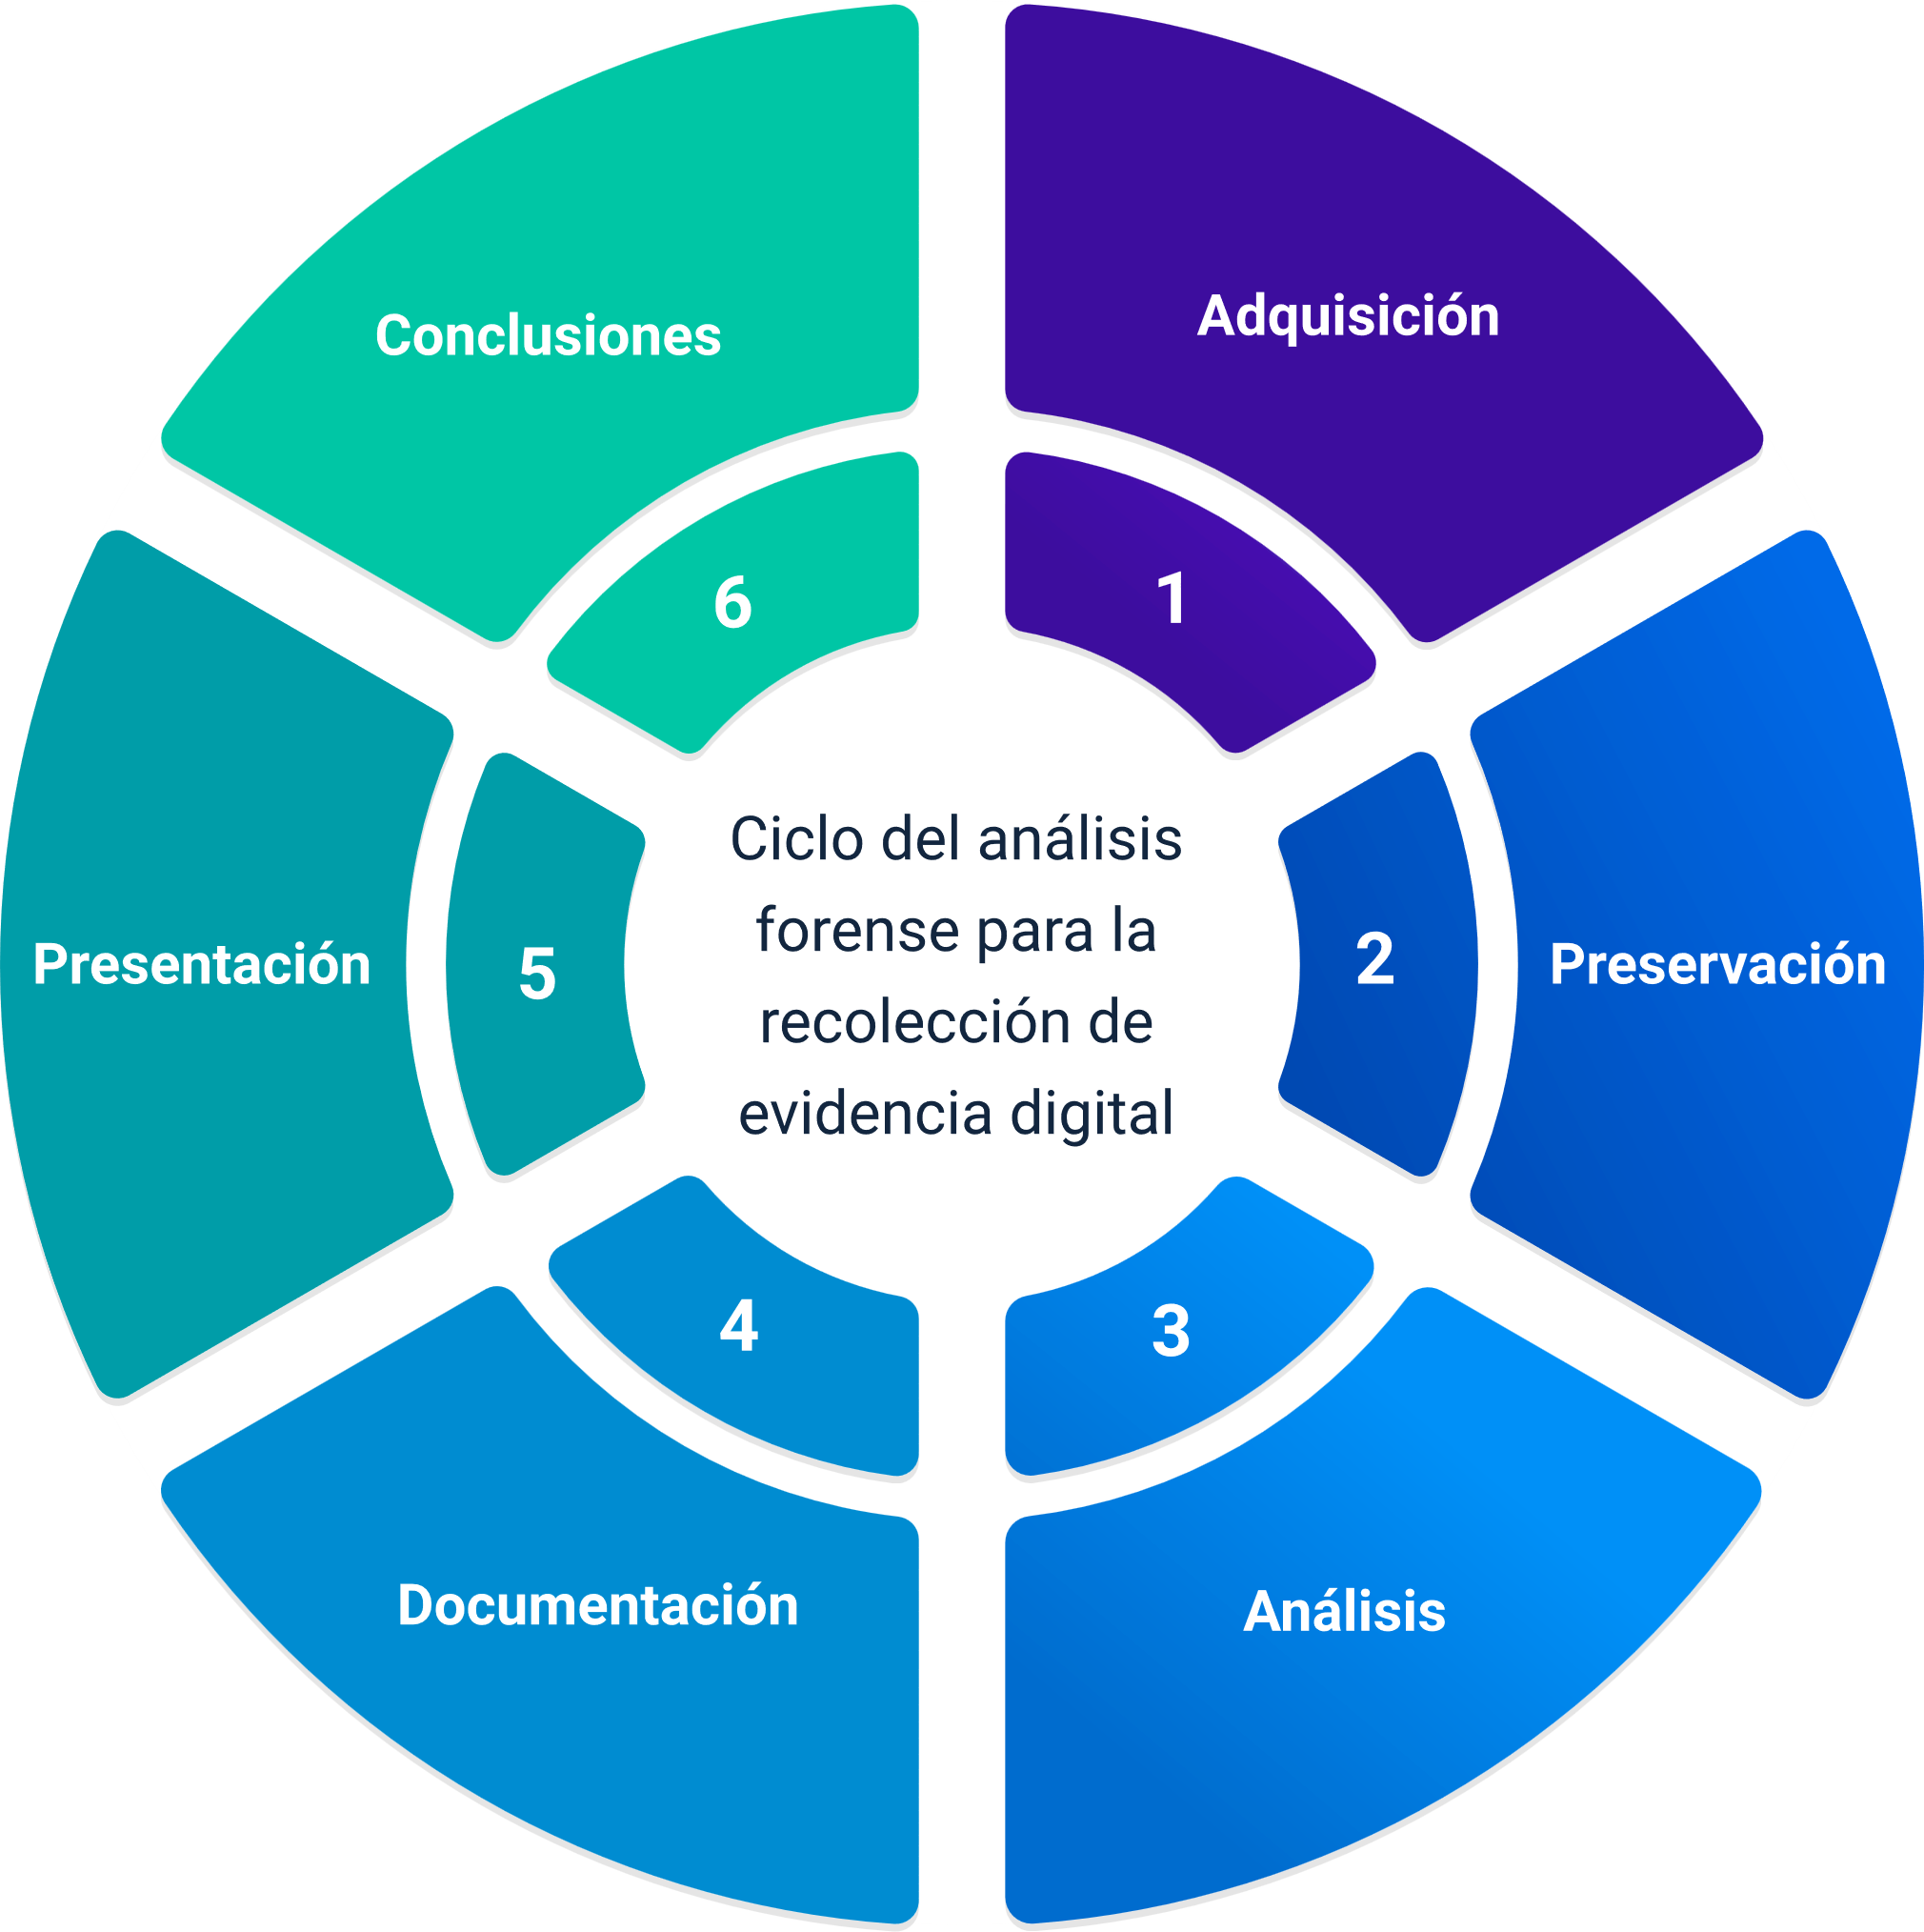 Ciclo del análisis
forense para la
recolección de
evidencia digital
1
Adquisición
2
Preservación
3
Análisis
4
Documentación
5
Presentación
6
Conclusiones